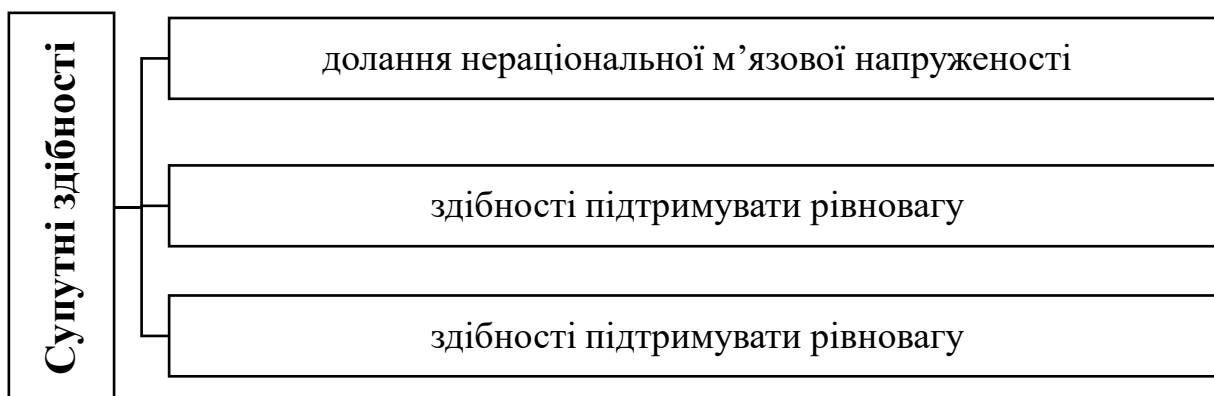 Супутні здібності
долання нераціональної м’язової напруженості
здібності підтримувати рівновагу
здібності підтримувати рівновагу